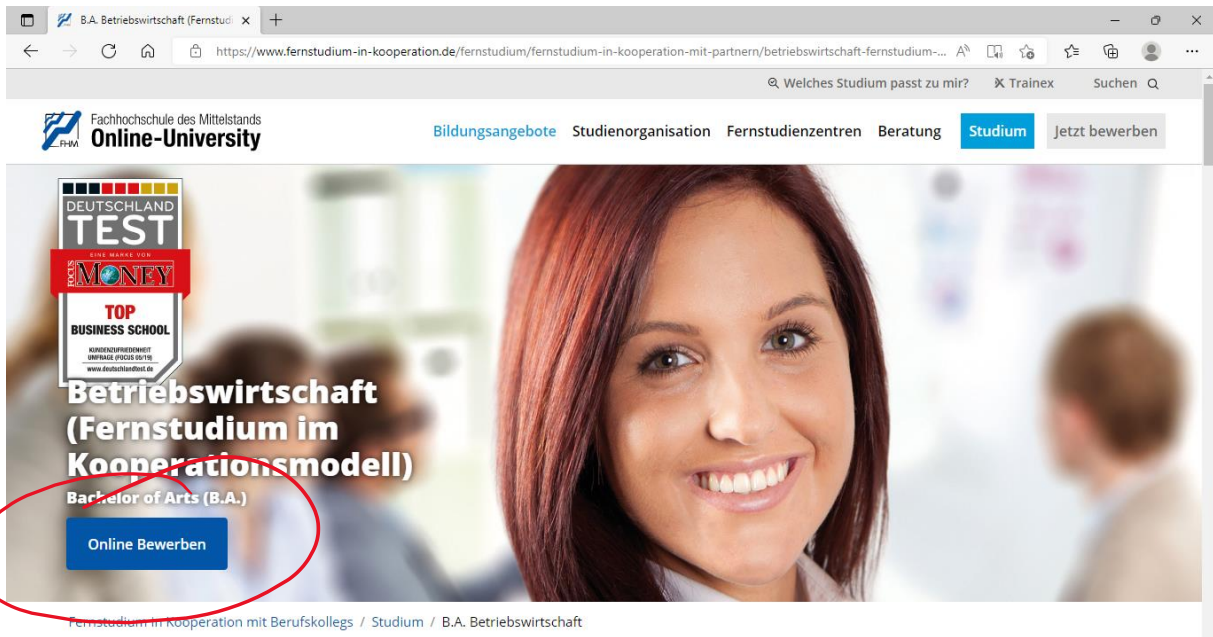 B.A. Betriebswirtschaft (Fernstudi
https://www.fernstudium-in-kooperation.de/fernstudium/fernstudium-in-kooperation-mit-partnern/betriebswirtschaft-fernstudium-...
Welches Studium passt zu mir? Trainex Suchen
FHM
Fachhochschule des Mittelstands
Online-University
Bildungsangebote Studienorganisation Fernstudienzentren Beratung Studium Jetzt bewerben
DEUTSCHLAND
TEST
EINE MARKE VON
FOCUS MONEY
TOP
BUSINESS SCHOOL
KUNDENZUFRIEDENHEIT
UMFRAGE (FOCUS 05/19)
www.deutschlandtest.de
Betriebswirtschaft
(Fernstudium im
Kooperationsmodell)
Bachelor of Arts (B.A.)
Online Bewerben
Fernstudium in Kooperation mit Berufskollegs / Studium / B.A. Betriebswirtschaft